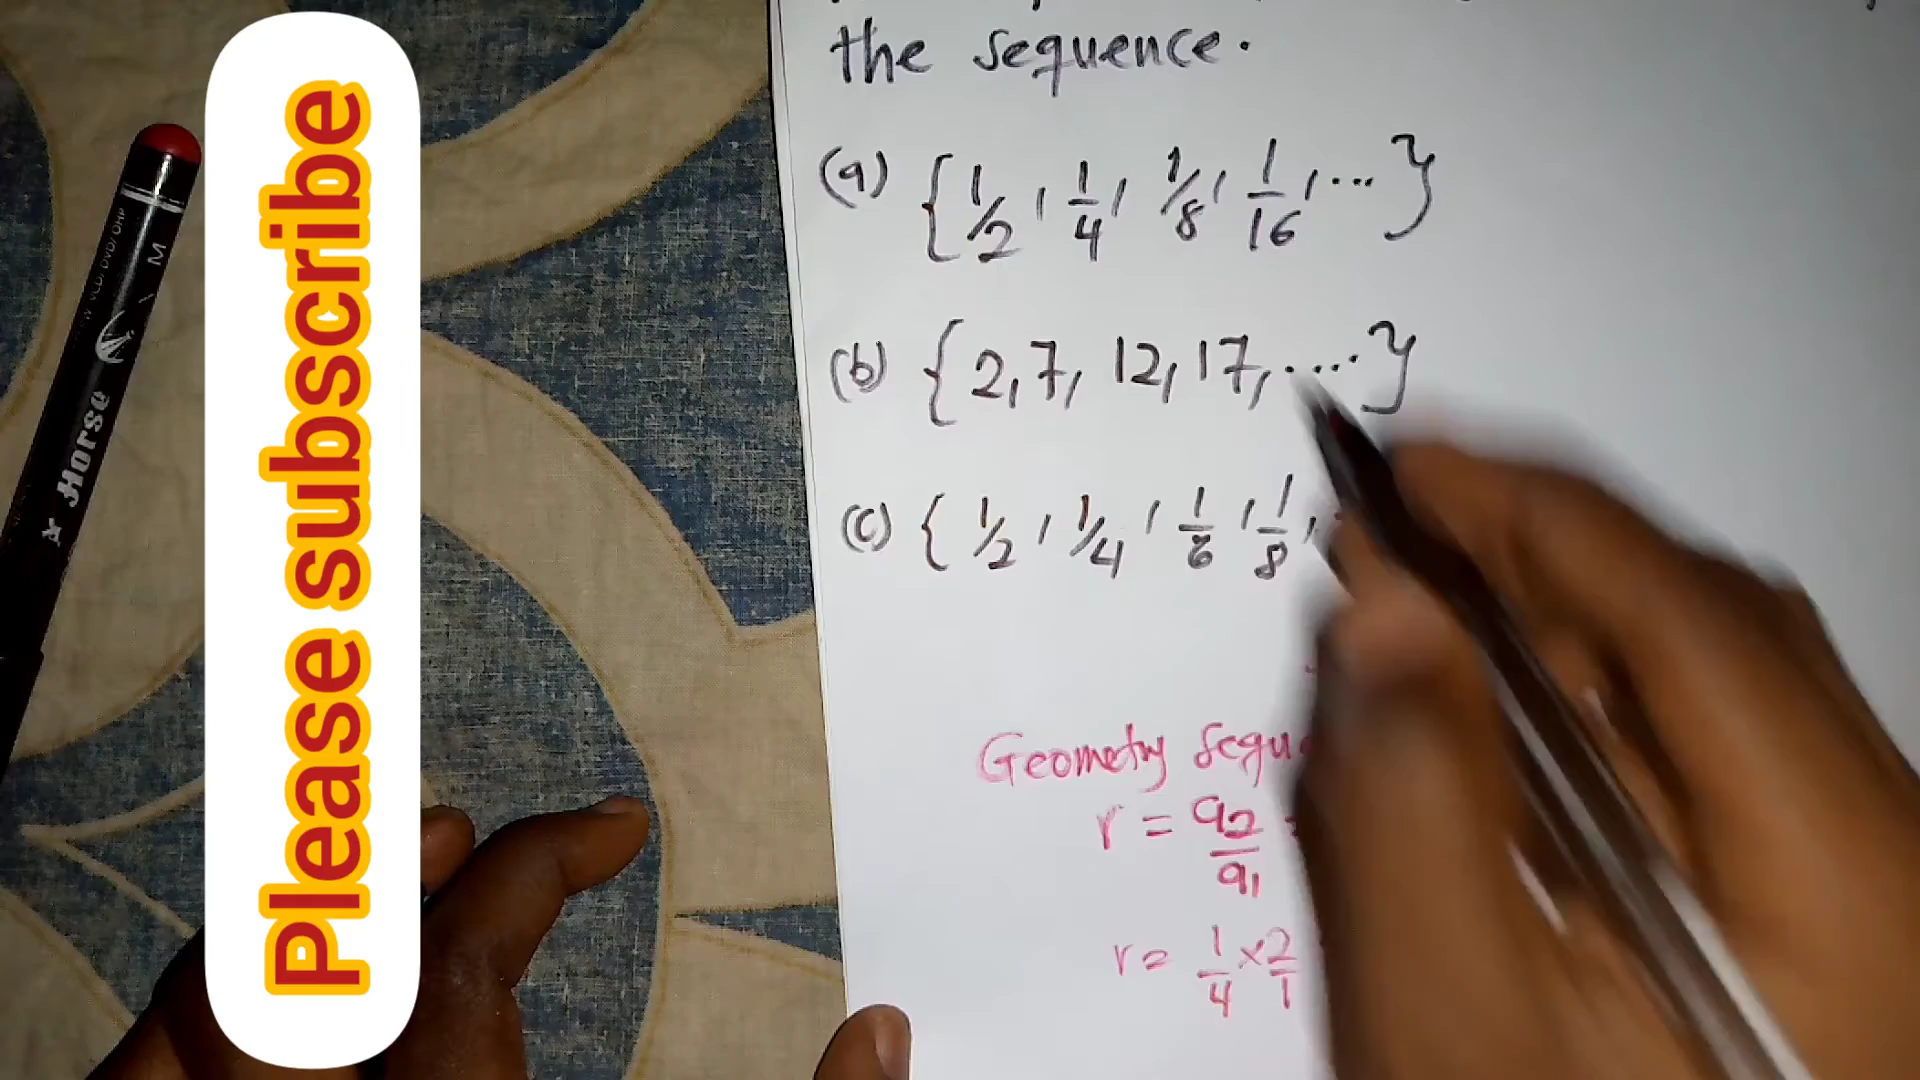 Please subscribe
Horse
M
the sequence.
(a) { 1/2, 1/4, 1/8, 1/16, ... }
(b) { 2, 7, 12, 17, .... }
(c) { 1/2, 1/4, 1/6, 1/8,
Geometry
r = a2/a1
r = 1/4 × 2/1